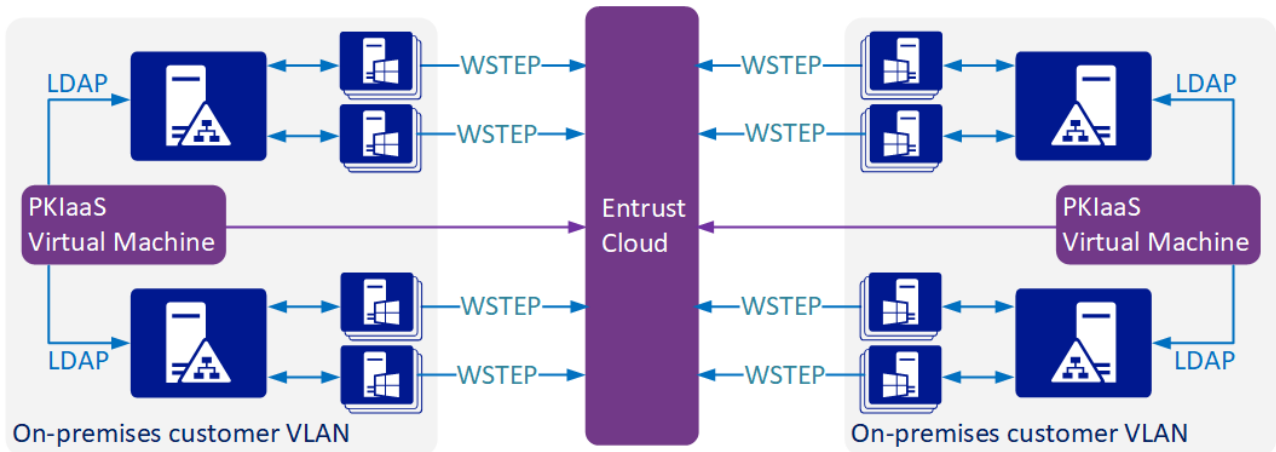 LDAP
WSTEP
WSTEP
LDAP
WSTEP
WSTEP
PKIaaS
Virtual Machine
Entrust
Cloud
PKIaaS
Virtual Machine
WSTEP
WSTEP
LDAP
WSTEP
WSTEP
LDAP
On-premises customer VLAN
On-premises customer VLAN